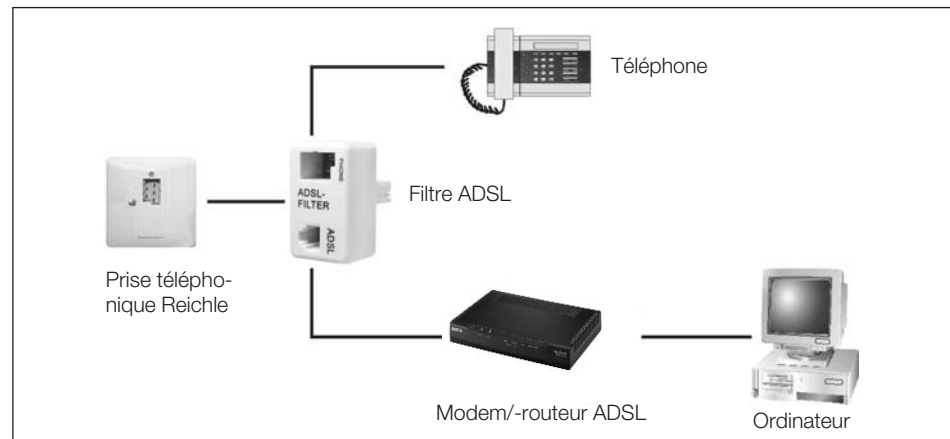 Téléphone
PHONE
ADSL-
FILTER
ADSL
Filtre ADSL
Prise télépho-
nique Reichle
Modem/-routeur ADSL
Ordinateur